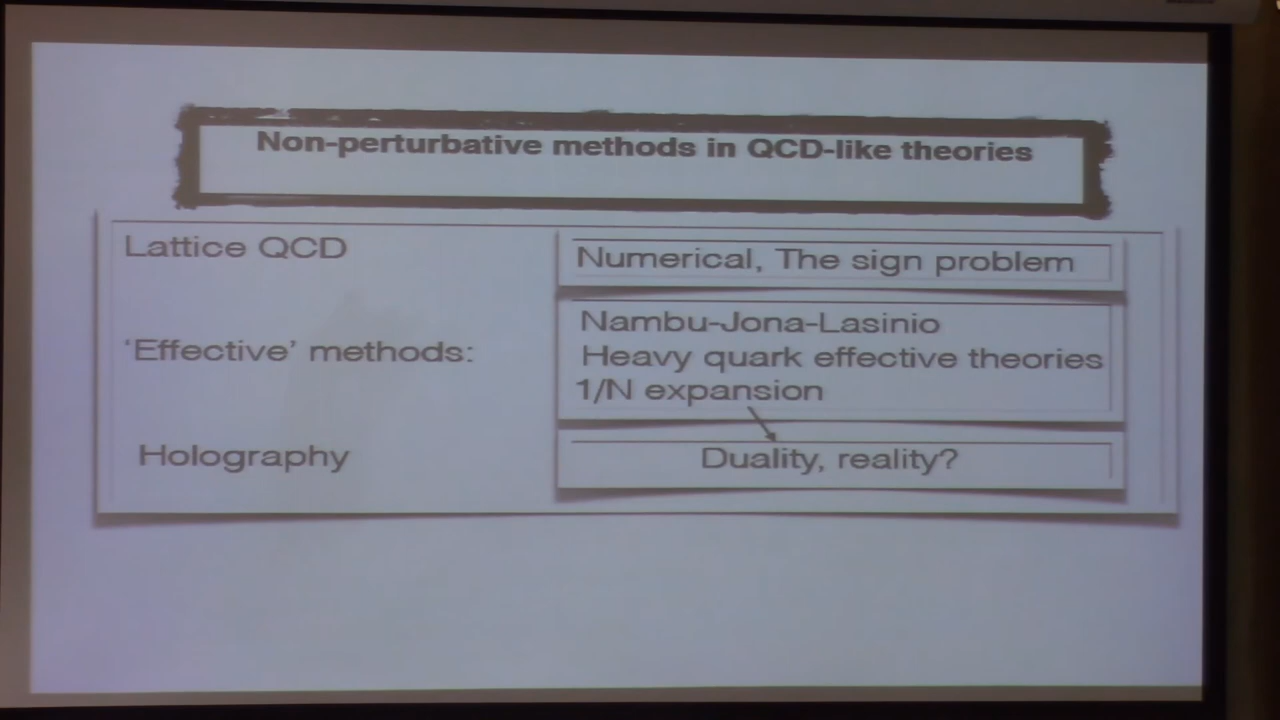 Non-perturbative methods in QCD-like theories
Lattice QCD
Numerical, The sign problem
'Effective' methods:
Nambu-Jona-Lasinio
Heavy quark effective theories
1/N expansion
Holography
Duality, reality?